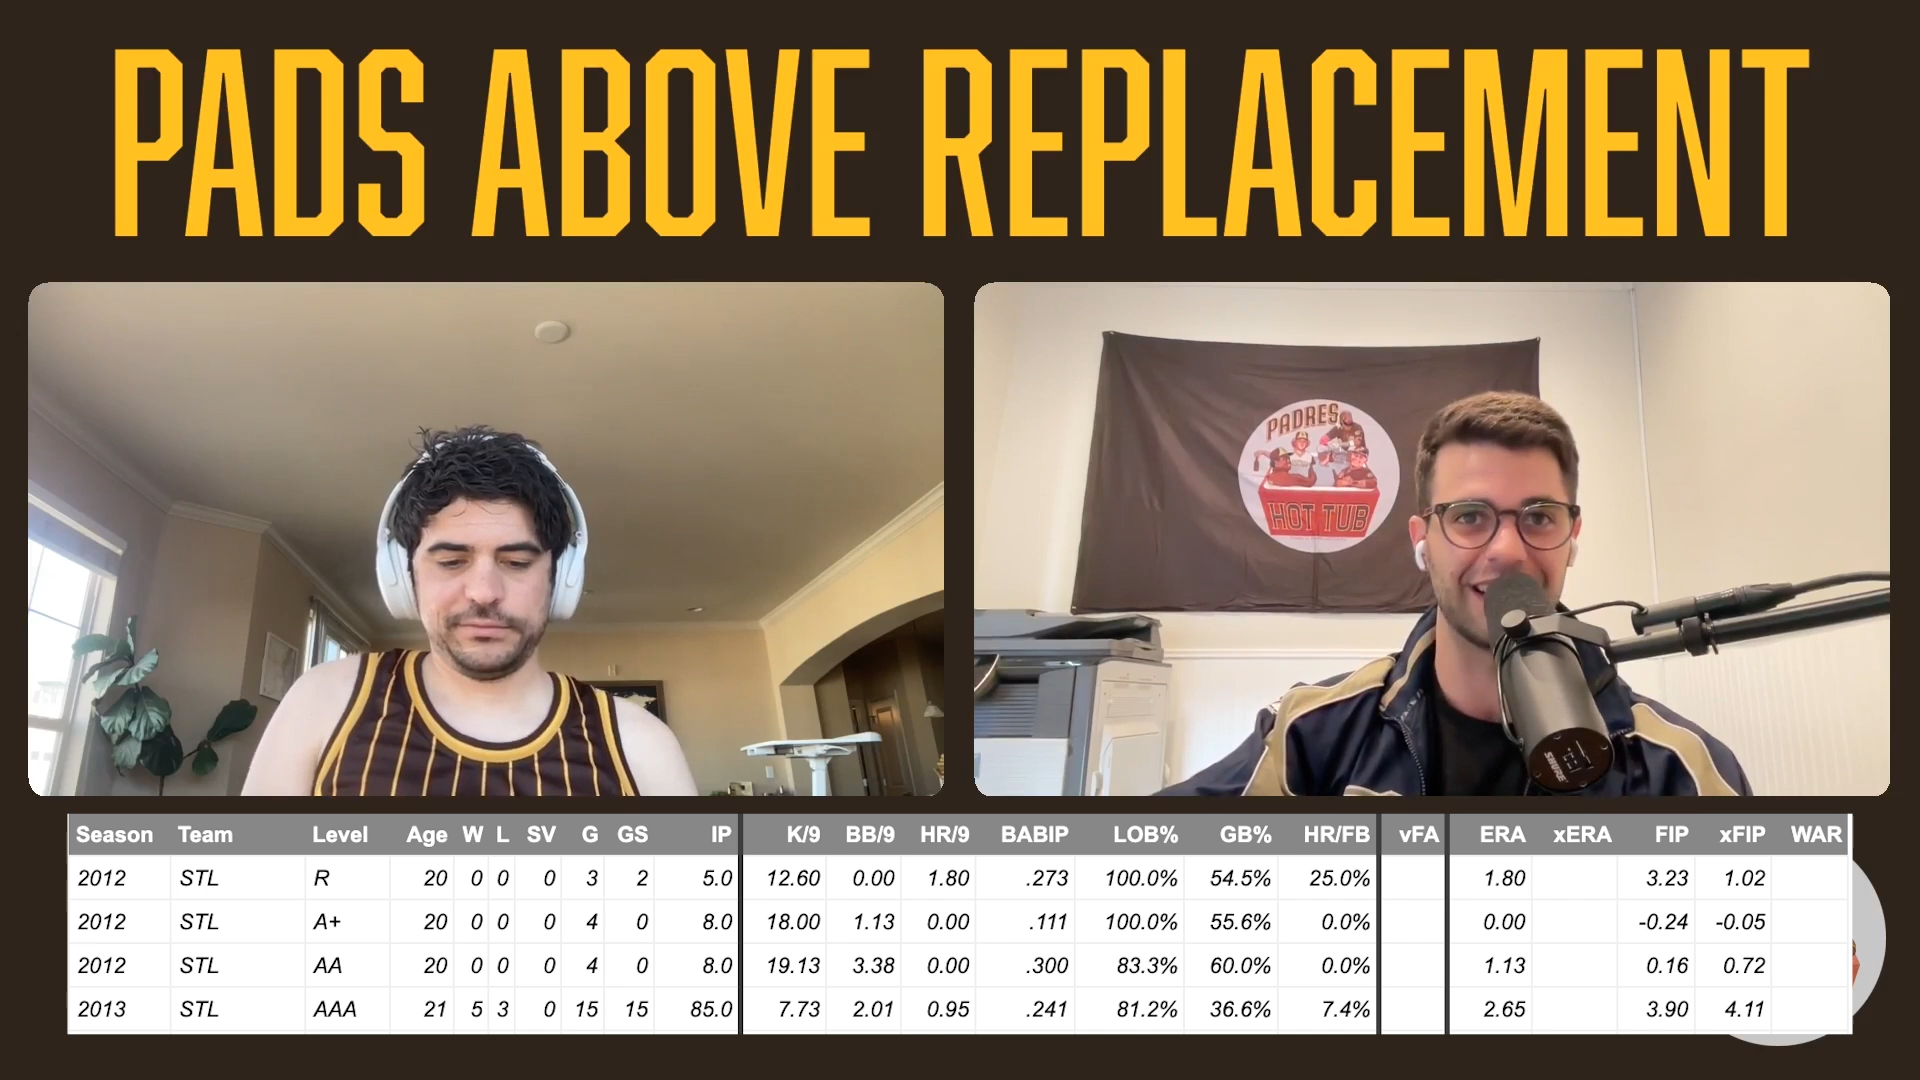 PADS ABOVE REPLACEMENT
PADRES
HOT TUB
SHURE
Season Team Level Age W L SV G GS IP K/9 BB/9 HR/9 BABIP LOB% GB% HR/FB vFA ERA xERA FIP xFIP WAR
2012 STL R 20 0 0 0 3 2 5.0 12.60 0.00 1.80 .273 100.0% 54.5% 25.0% 1.80 3.23 1.02
2012 STL A+ 20 0 0 0 4 0 8.0 18.00 1.13 0.00 .111 100.0% 55.6% 0.0% 0.00 -0.24 -0.05
2012 STL AA 20 0 0 0 4 0 8.0 19.13 3.38 0.00 .300 83.3% 60.0% 0.0% 1.13 0.16 0.72
2013 STL AAA 21 5 3 0 15 15 85.0 7.73 2.01 0.95 .241 81.2% 36.6% 7.4% 2.65 3.90 4.11